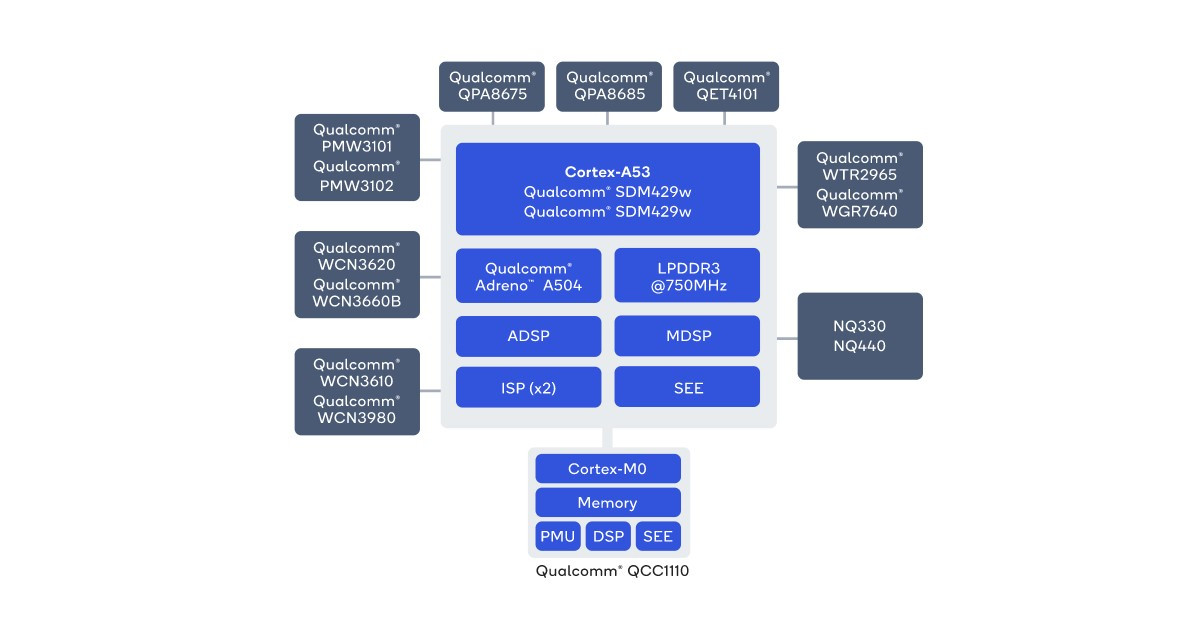 Qualcomm®
QPA8675
Qualcomm®
QPA8685
Qualcomm®
QET4101
Qualcomm®
PMW3101
Qualcomm®
PMW3102
Qualcomm®
WCN3620
Qualcomm®
WCN3660B
Qualcomm®
WCN3610
Qualcomm®
WCN3980
Cortex-A53
Qualcomm® SDM429w
Qualcomm® SDM429w
Qualcomm®
Adreno™ A504
LPDDR3
@750MHz
ADSP
MDSP
ISP (x2)
SEE
Qualcomm®
WTR2965
Qualcomm®
WGR7640
NQ330
NQ440
Cortex-M0
Memory
PMU
DSP
SEE
Qualcomm® QCC1110